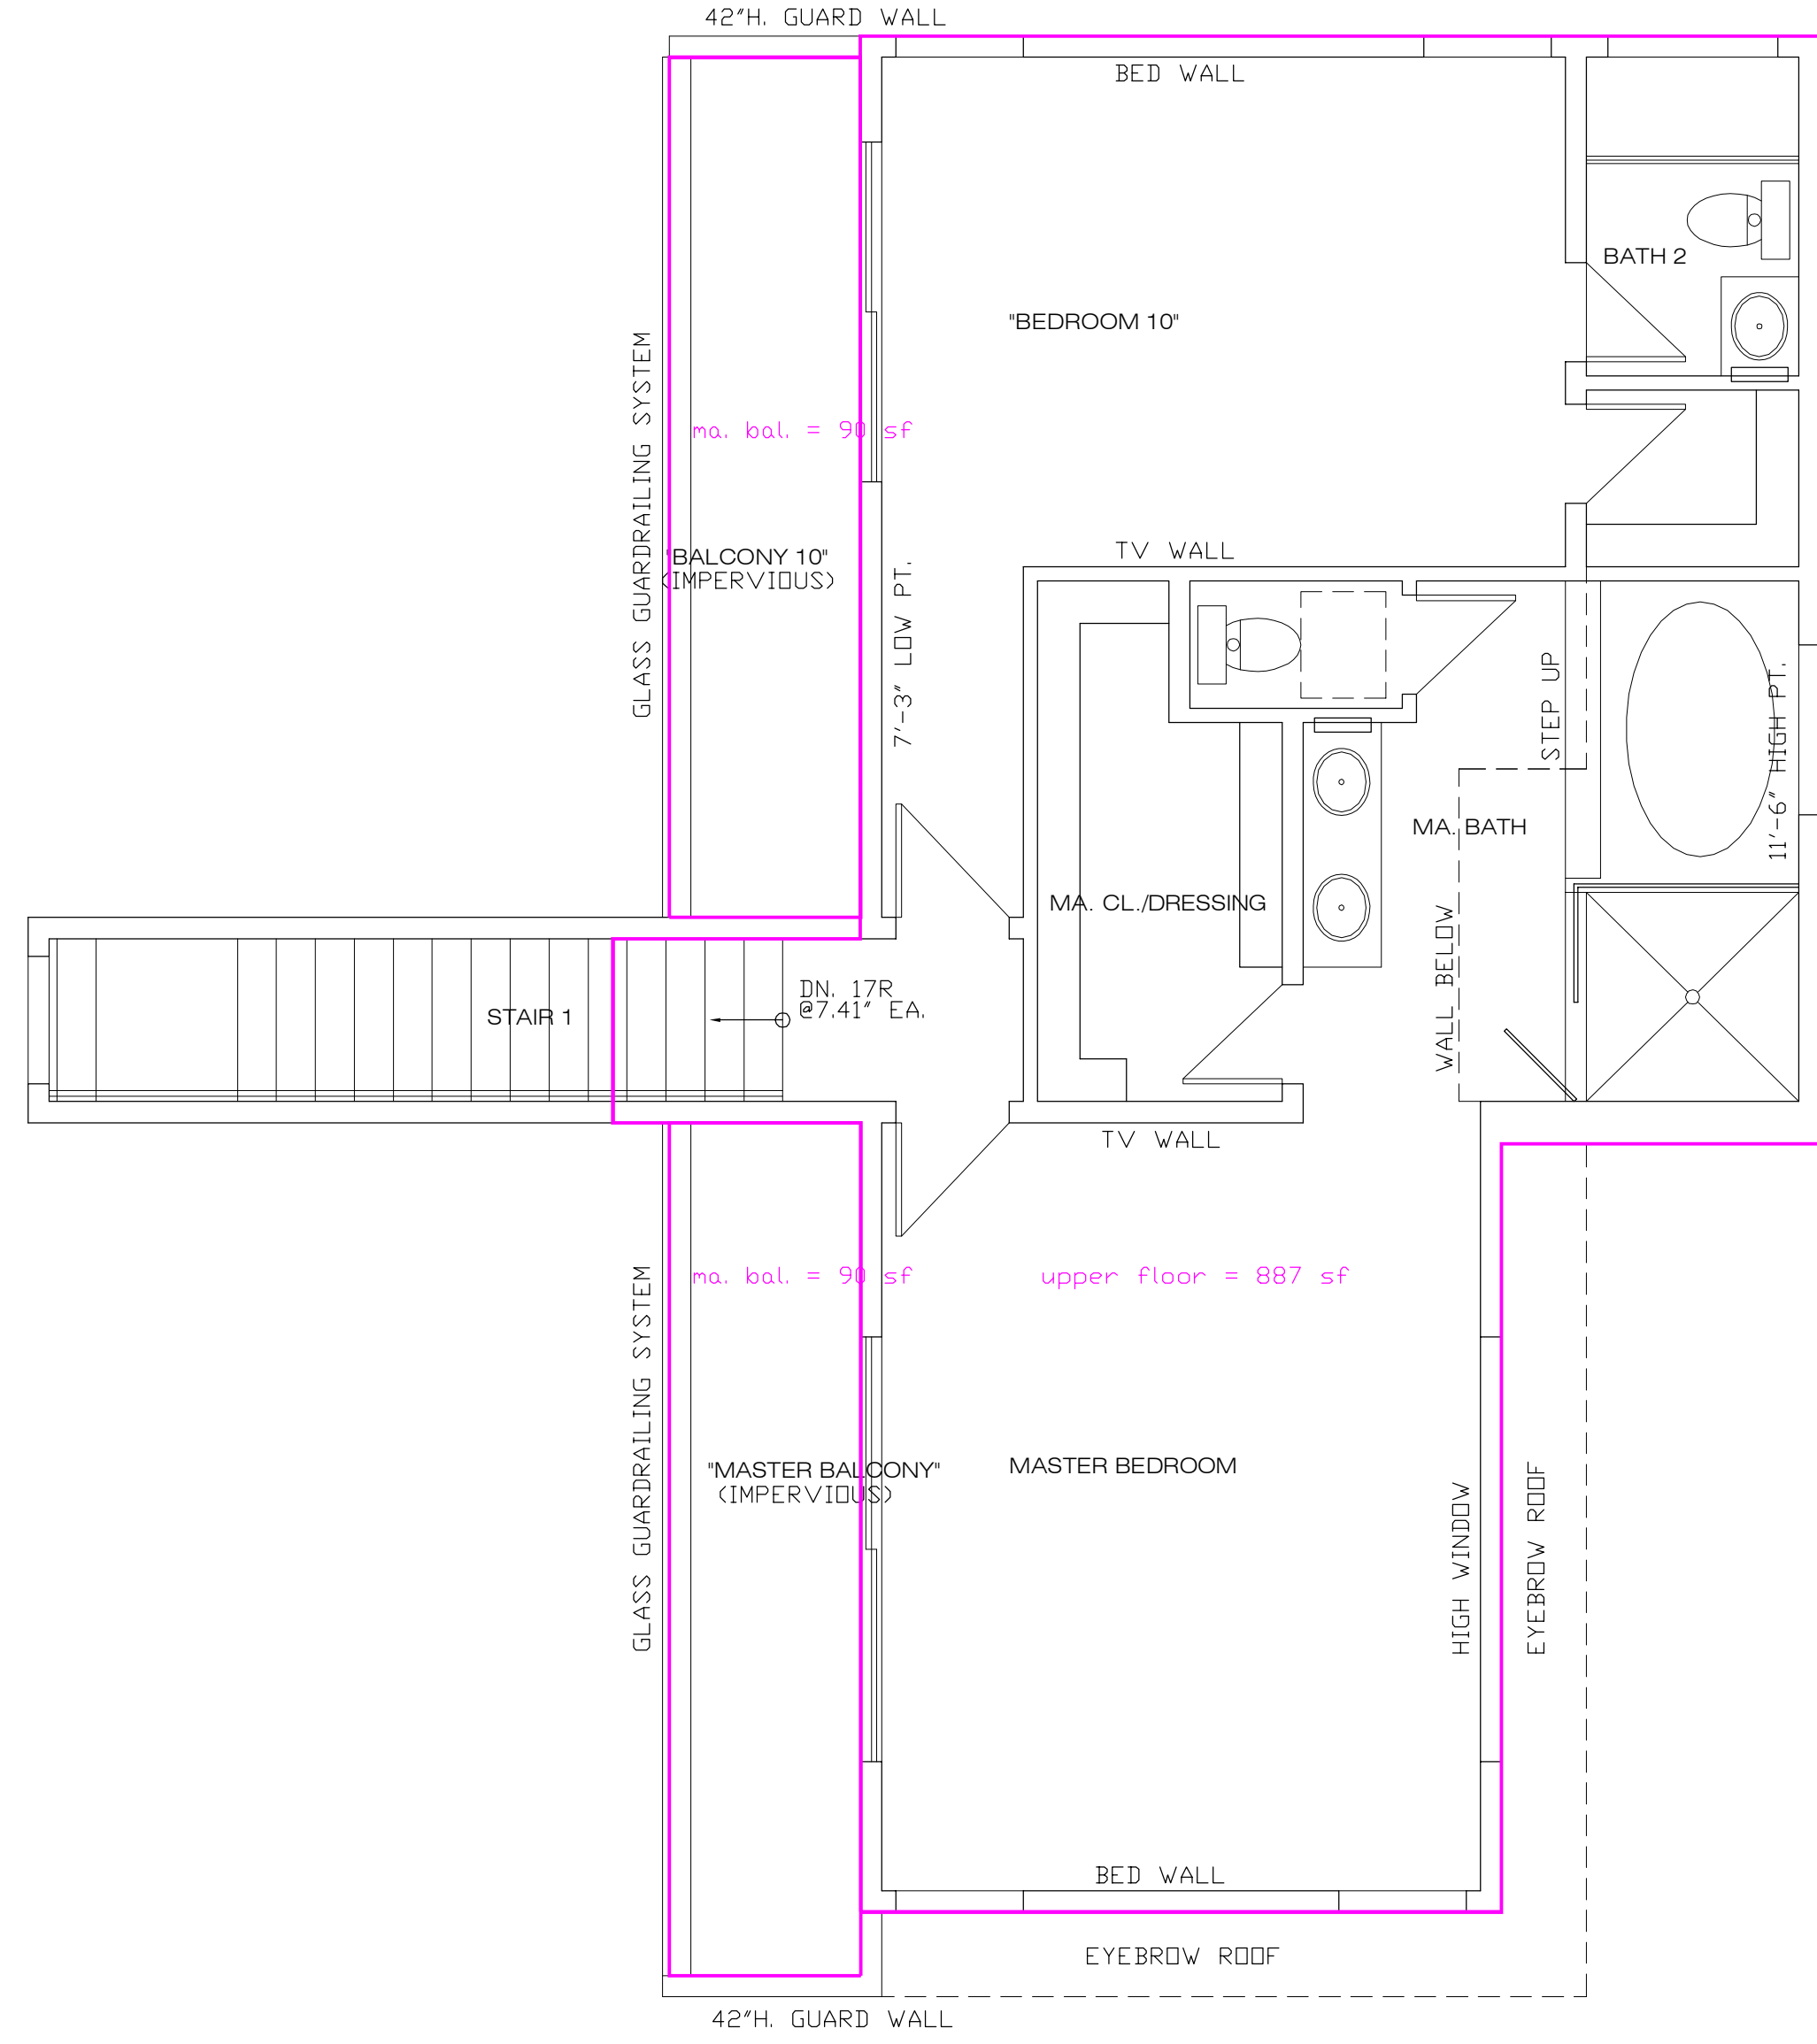 42"H. GUARD WALL
BED WALL
BATH 2
"BEDROOM 10"
GLASS GUARDRAILING SYSTEM
ma. bal. = 90 sf
"BALCONY 10"
(IMPERVIOUS)
TV WALL
7'-3" LOW PT.
STEP UP
11'-6" HIGH PT.
MA. BATH
MA. CL./DRESSING
WALL BELOW
DN. 17R
@7.41" EA.
STAIR 1
TV WALL
ma. bal. = 90 sf
upper floor = 887 sf
GLASS GUARDRAILING SYSTEM
"MASTER BALCONY"
(IMPERVIOUS)
MASTER BEDROOM
HIGH WINDOW
EYEBROW ROOF
BED WALL
EYEBROW ROOF
42"H. GUARD WALL